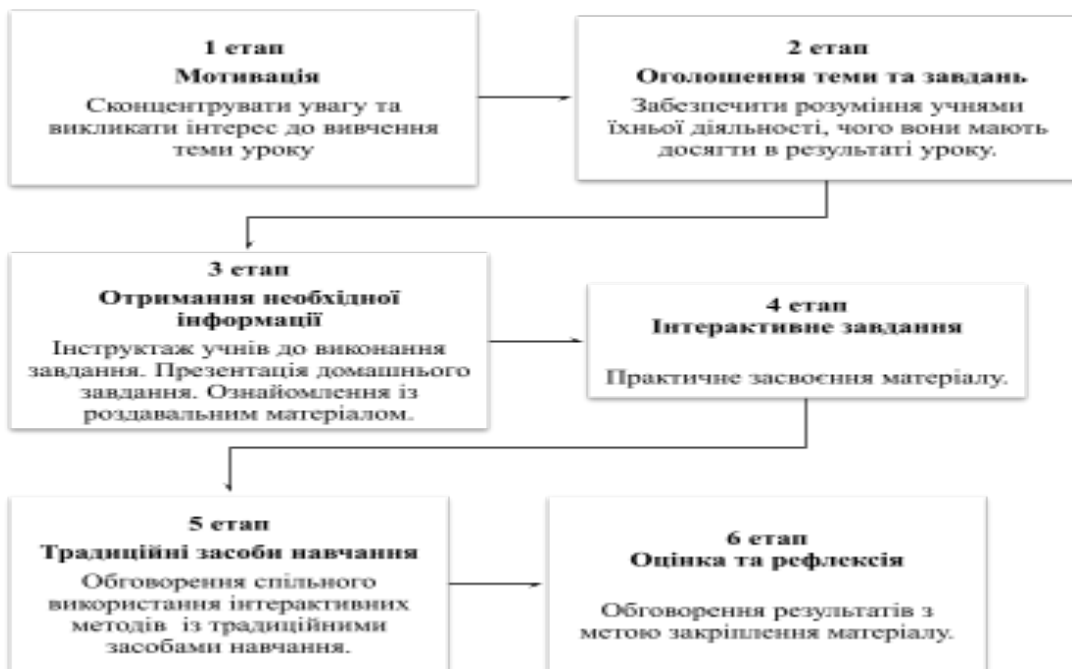 1 етап
Мотивація
Сконцентрувати увагу та
викликати інтерес до вивчення
теми уроку
2 етап
Оголошення теми та завдань
Забезпечити розуміння учнями
їхньої діяльності, чого вони мають
досягти в результаті уроку.
3 етап
Отримання необхідної
інформації
Інструктаж учнів до виконання
завдання. Презентація домашнього
завдання. Ознайомлення із
роздавальним матеріалом.
4 етап
Інтерактивне завдання
Практичне засвоєння матеріалу.
5 етап
Традиційні засоби навчання
Обговорення спільного
використання інтерактивних
методів із традиційними
засобами навчання.
6 етап
Оцінка та рефлексія
Обговорення результатів з
метою закріплення матеріалу.